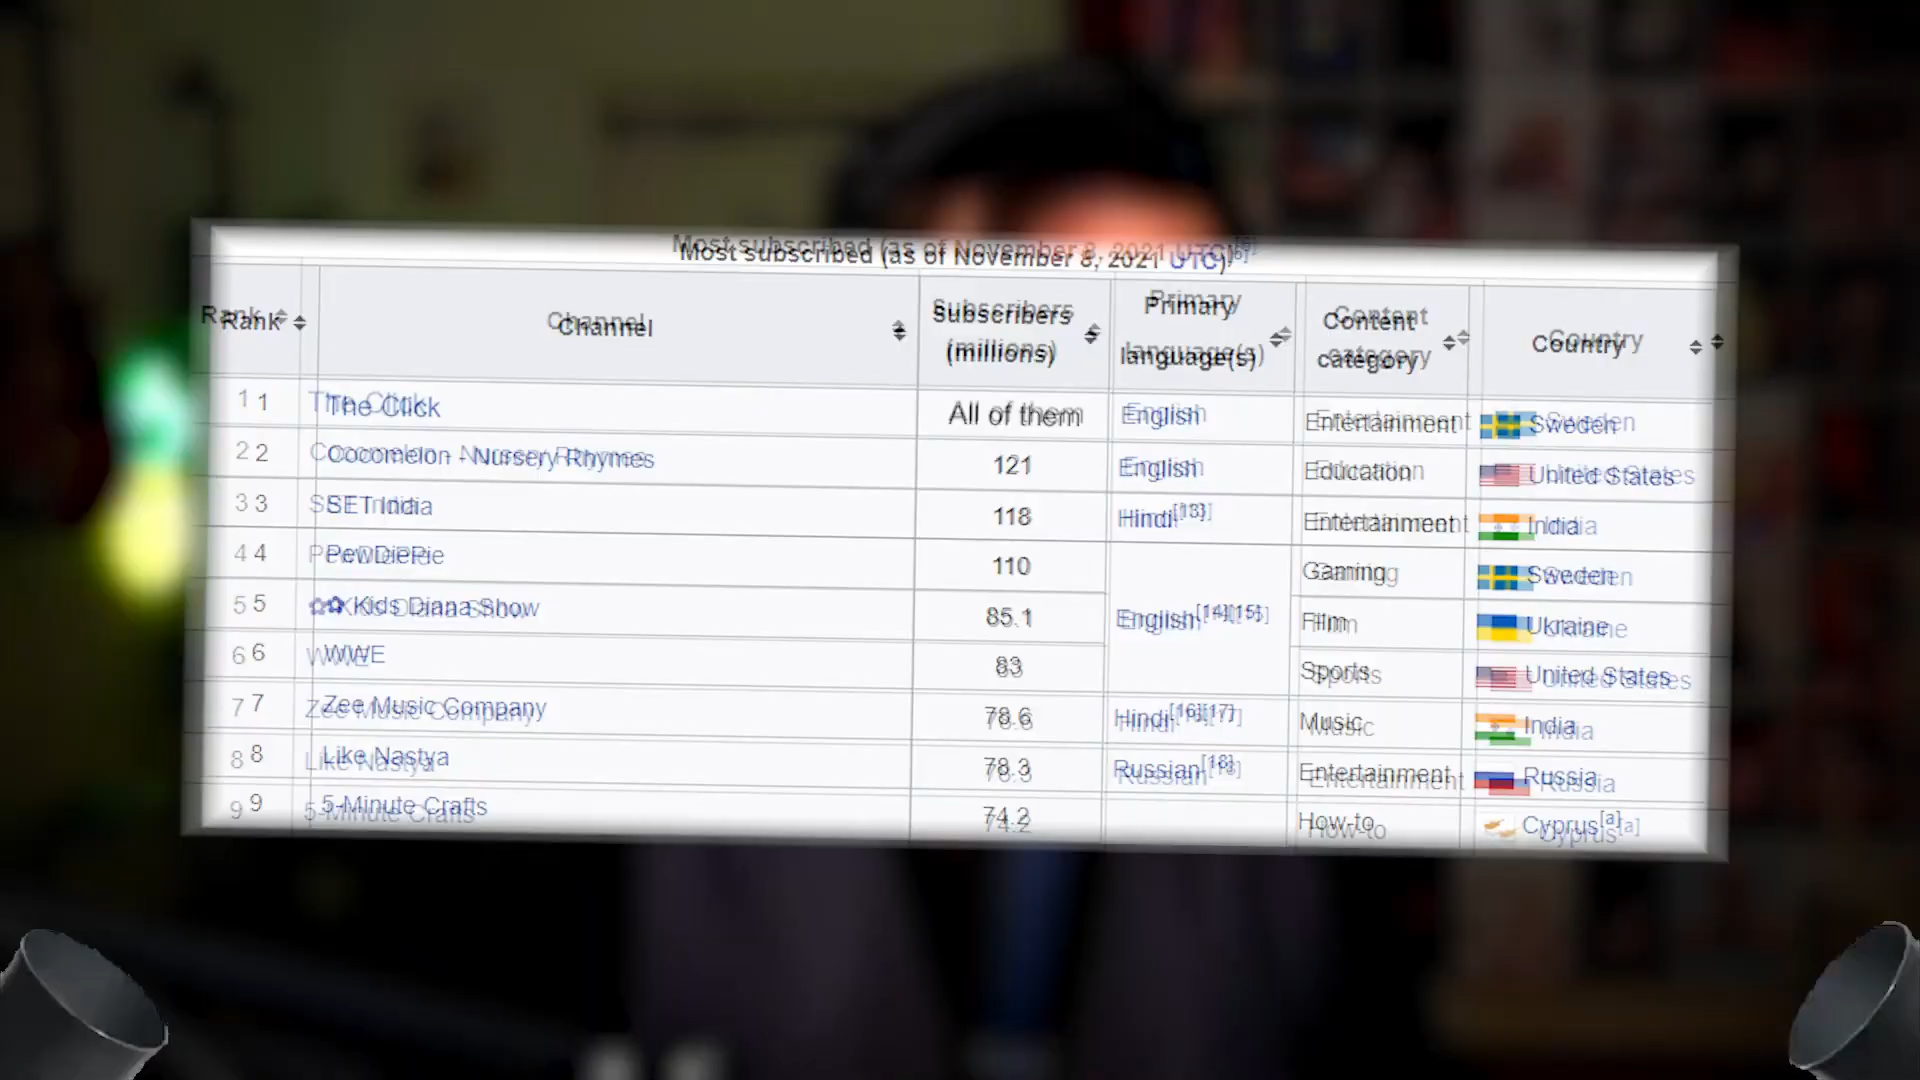 Most subscribed (as of November 8, 2021 UTC)[6]
Rank Channel Subscribers (millions) Primary language(s) Content category Country
1 The Click All of them English Entertainment Sweden
2 Cocomelon - Nursery Rhymes 121 English Education United States
3 SET India 118 Hindi[13] Entertainment India
4 PewDiePie 110 English[14][15] Gaming Sweden
5 ✿ Kids Diana Show 85.1 Film Ukraine
6 WWE 83 Sports United States
7 Zee Music Company 78.6 Hindi[16][17] Music India
8 Like Nastya 78.3 Russian[18] Entertainment Russia
9 5-Minute Crafts 74.2 How-to Cyprus[a]